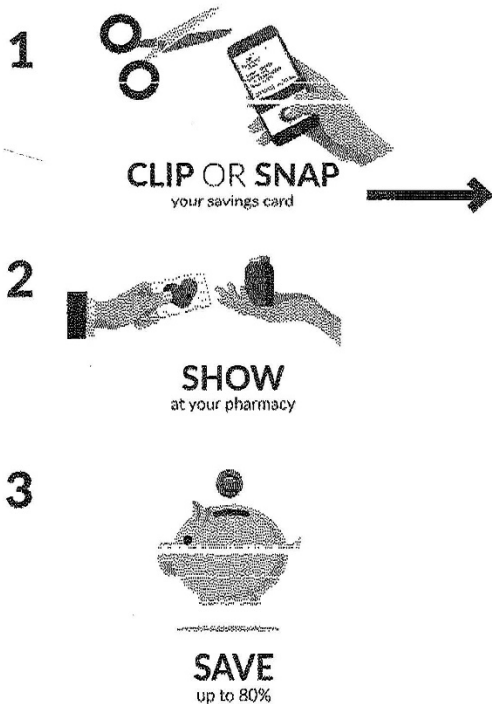 1
CLIP OR SNAP
your savings card
2
SHOW
at your pharmacy
3
SAVE
up to 80%